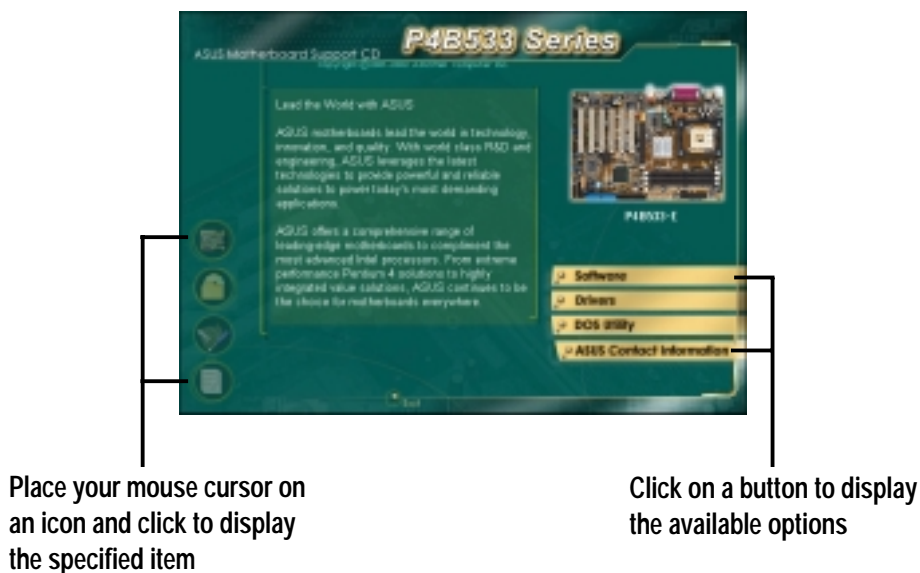 P4B533 Series
ASUS Motherboard Support CD
Lead the World with ASUS
ASUS motherboards lead the world in technology,
innovation, and quality. With world class R&D and
engineering, ASUS leverages the latest
technologies to provide powerful and reliable
solutions to power today's most demanding
applications.
ASUS offers a comprehensive range of
leading-edge motherboards to compliment the
most advanced Intel processors. From extreme
performance Pentium 4 solutions to highly
integrated value solutions, ASUS continues to be
the choice for motherboards everywhere.
P4B533-E
Software
Drivers
DOS Utility
ASUS Contact Information
Place your mouse cursor on
an icon and click to display
the specified item
Click on a button to display
the available options